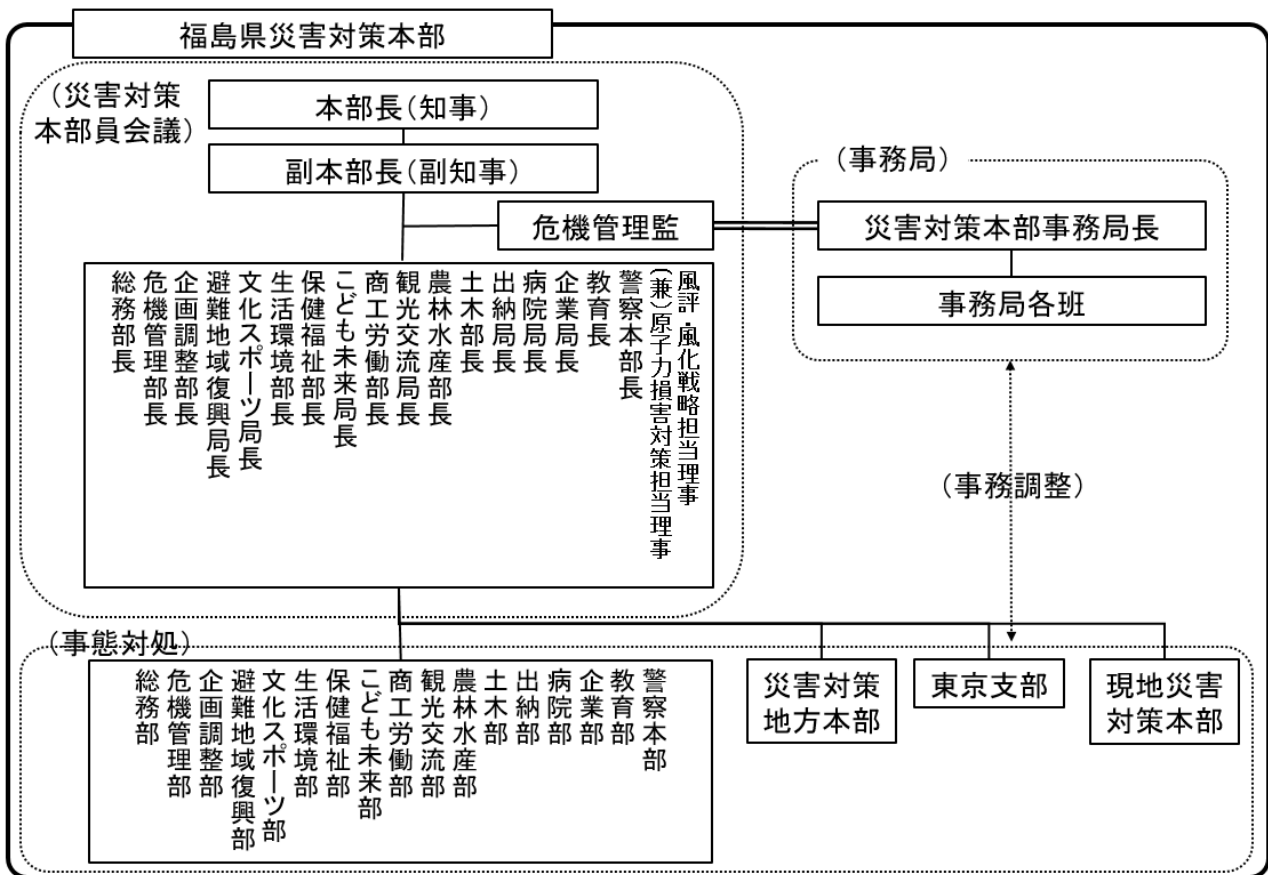 福島県災害対策本部
（災害対策
本部員会議）
本部長（知事）
副本部長（副知事）
危機管理監
（事務局）
災害対策本部事務局長
事務局各班
風評・風化戦略担当理事
（兼）原子力損害対策担当理事
警察本部長
教育長
企業局長
病院局長
出納局長
土木部長
農林水産部長
観光交流局長
商工労働部長
こども未来局長
保健福祉部長
生活環境部長
文化スポーツ局長
避難地域復興局長
企画調整部長
危機管理部長
総務部長
（事務調整）
（事態対処）
警察本部
教育部
企業部
病院部
出納部
土木部
農林水産部
観光交流部
商工労働部
こども未来部
保健福祉部
生活環境部
文化スポーツ部
避難地域復興部
企画調整部
危機管理部
総務部
災害対策
地方本部
東京支部
現地災害
対策本部